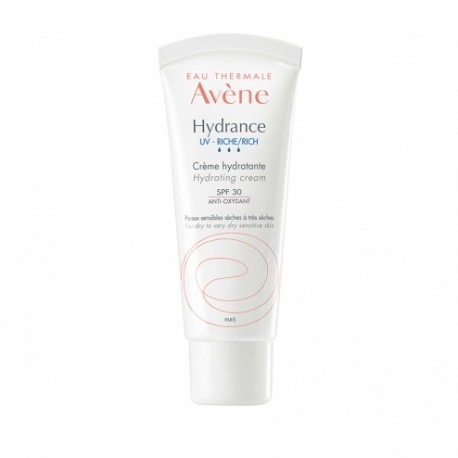 EAU THERMALE
Avène
Hydrance
UV - RICHE/RICH
Crème hydratante
Hydrating cream
SPF 30
ANTI-OXYDANT
Peaux sensibles sèches à très sèches
For dry to very dry sensitive skin
PARIS